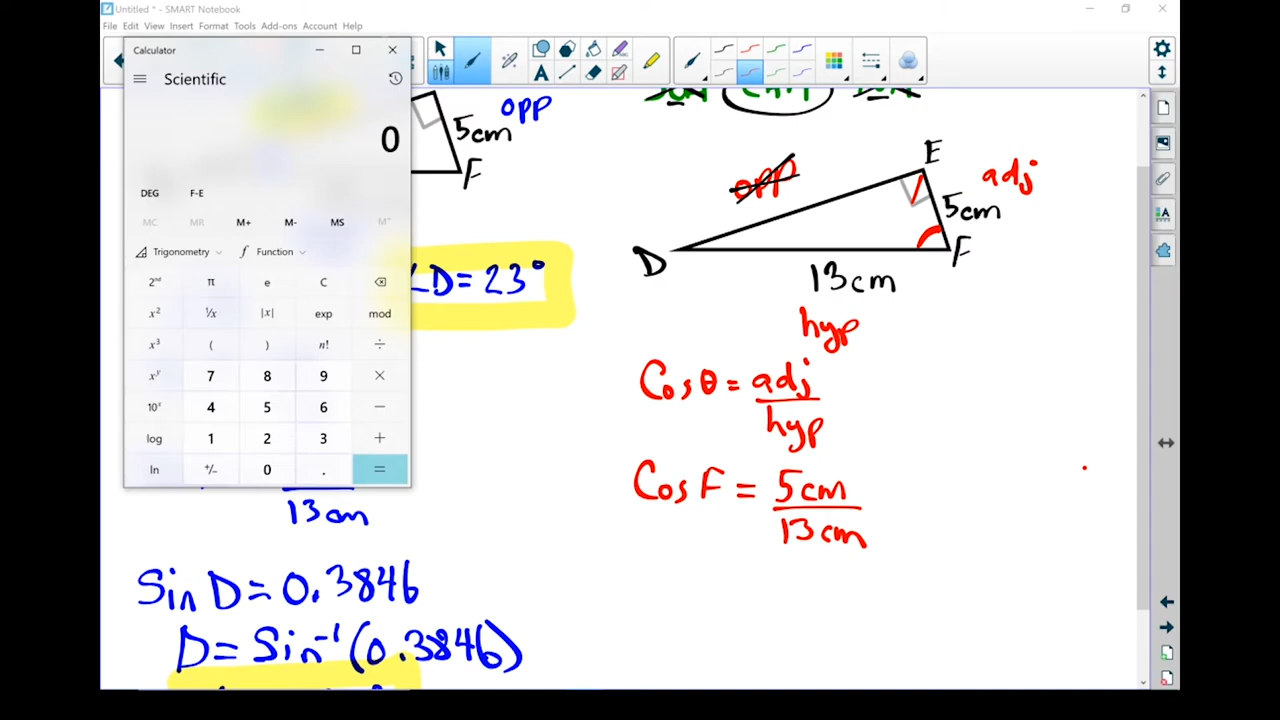 Untitled * - SMART Notebook
File Edit View Insert Format Tools Add-ons Account Help
Calculator
Scientific
0
DEG F-E
MC MR M+ M- MS M˅
Trigonometry Function
2ⁿᵈ π e C
x² ¹/x |x| exp mod
x³ ( ) n! ÷
xʸ 7 8 9 ×
10ˣ 4 5 6 −
log 1 2 3 +
ln +/− 0 . =
opp
5cm
F
∠D = 23°
13cm
Sin D = 0.3846
D = Sin⁻¹(0.3846)
opp
E
adj
5cm
D
F
13cm
hyp
Cosθ = adj
hyp
CosF = 5cm
13cm